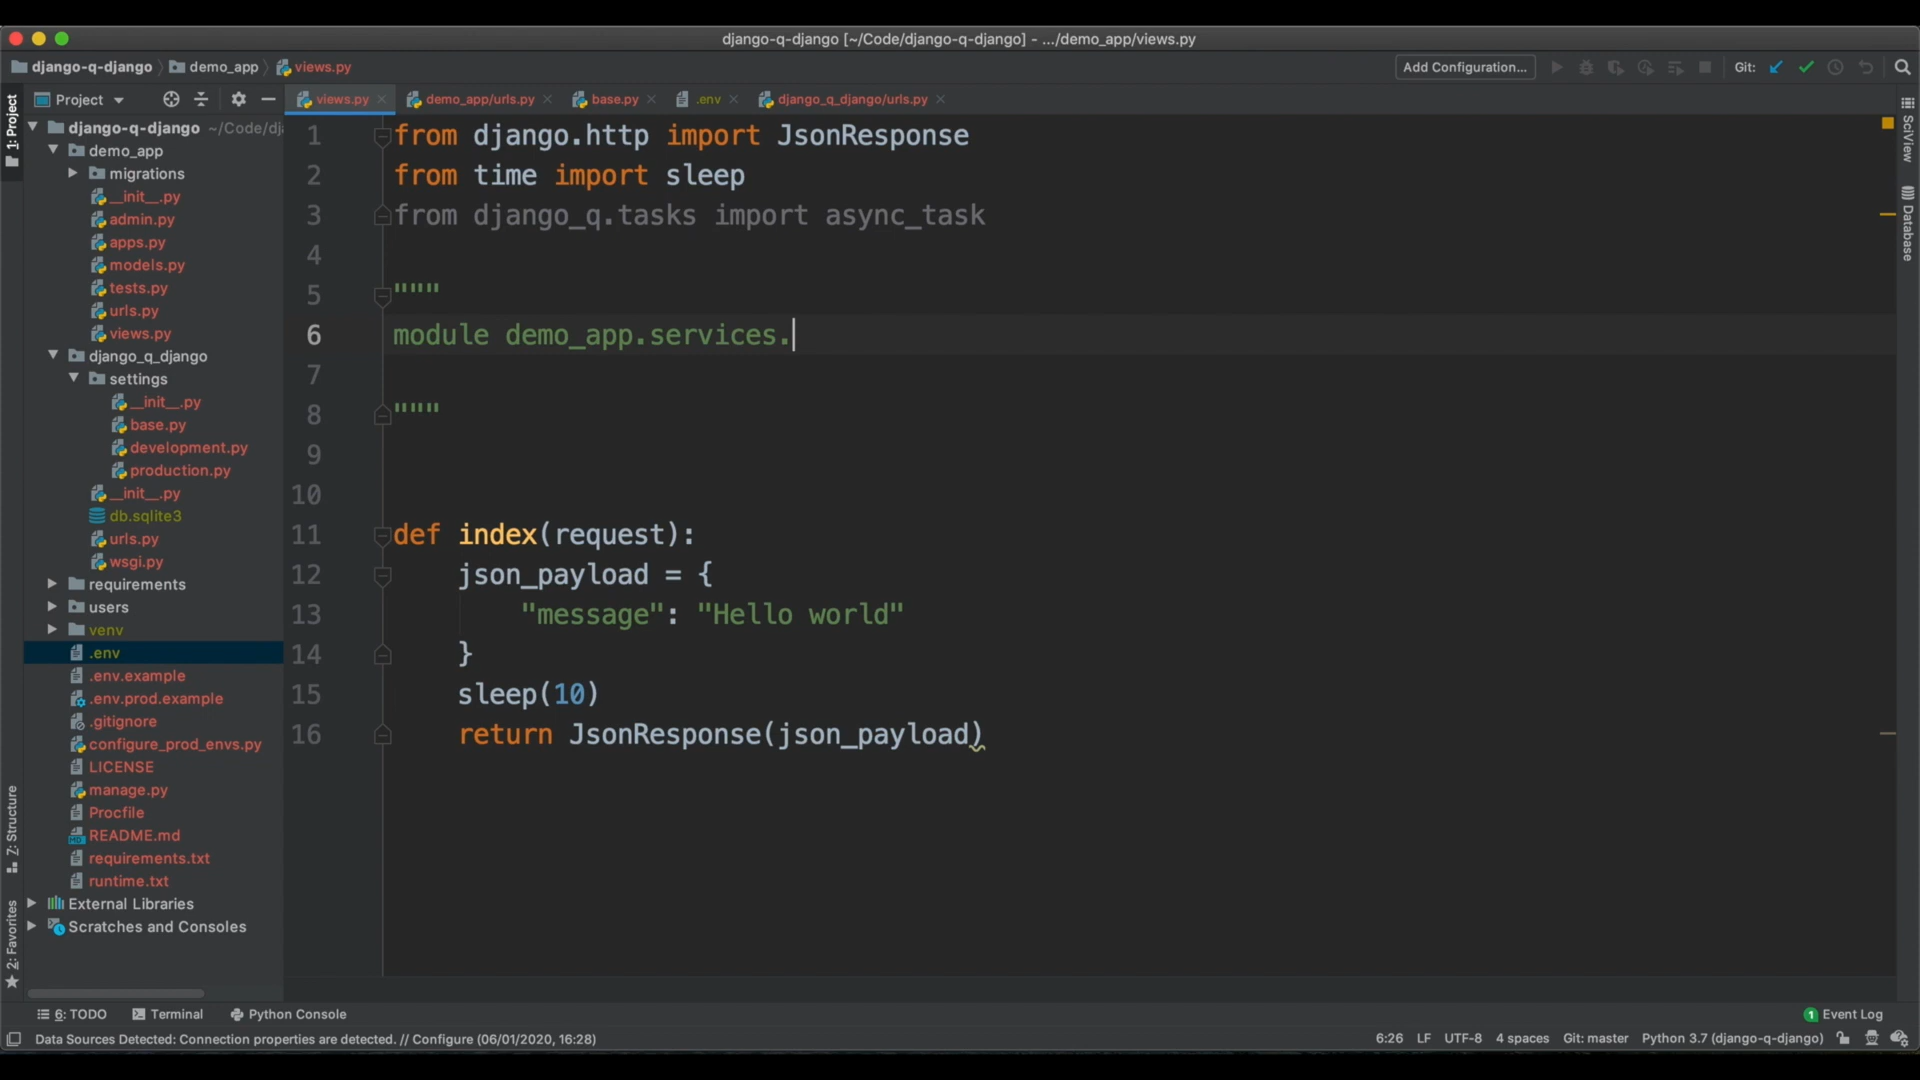 django-q-django [~/Code/django-q-django] - .../demo_app/views.py
django-q-django demo_app views.py Add Configuration... Git:
1: Project
Project
views.py demo_app/urls.py base.py .env django_q_django/urls.py
django-q-django ~/Code/dj
demo_app
migrations
__init__.py
admin.py
apps.py
models.py
tests.py
urls.py
views.py
django_q_django
settings
__init__.py
base.py
development.py
production.py
__init__.py
db.sqlite3
urls.py
wsgi.py
requirements
users
venv
.env
.env.example
.env.prod.example
.gitignore
configure_prod_envs.py
LICENSE
manage.py
Procfile
README.md
requirements.txt
runtime.txt
External Libraries
Scratches and Consoles
1 from django.http import JsonResponse
2 from time import sleep
3 from django_q.tasks import async_task
4
5 """
6 module demo_app.services.
7
8 """
9
10
11 def index(request):
12 json_payload = {
13 "message": "Hello world"
14 }
15 sleep(10)
16 return JsonResponse(json_payload)
SciView
Database
Z: Structure
2: Favorites
6: TODO Terminal Python Console 1 Event Log
Data Sources Detected: Connection properties are detected. // Configure (06/01/2020, 16:28) 6:26 LF UTF-8 4 spaces Git: master Python 3.7 (django-q-django)